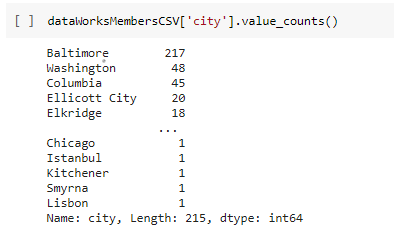 [ ] dataWorksMembersCSV['city'].value_counts()
Baltimore 217
Washington 48
Columbia 45
Ellicott City 20
Elkridge 18
...
Chicago 1
Istanbul 1
Kitchener 1
Smyrna 1
Lisbon 1
Name: city, Length: 215, dtype: int64